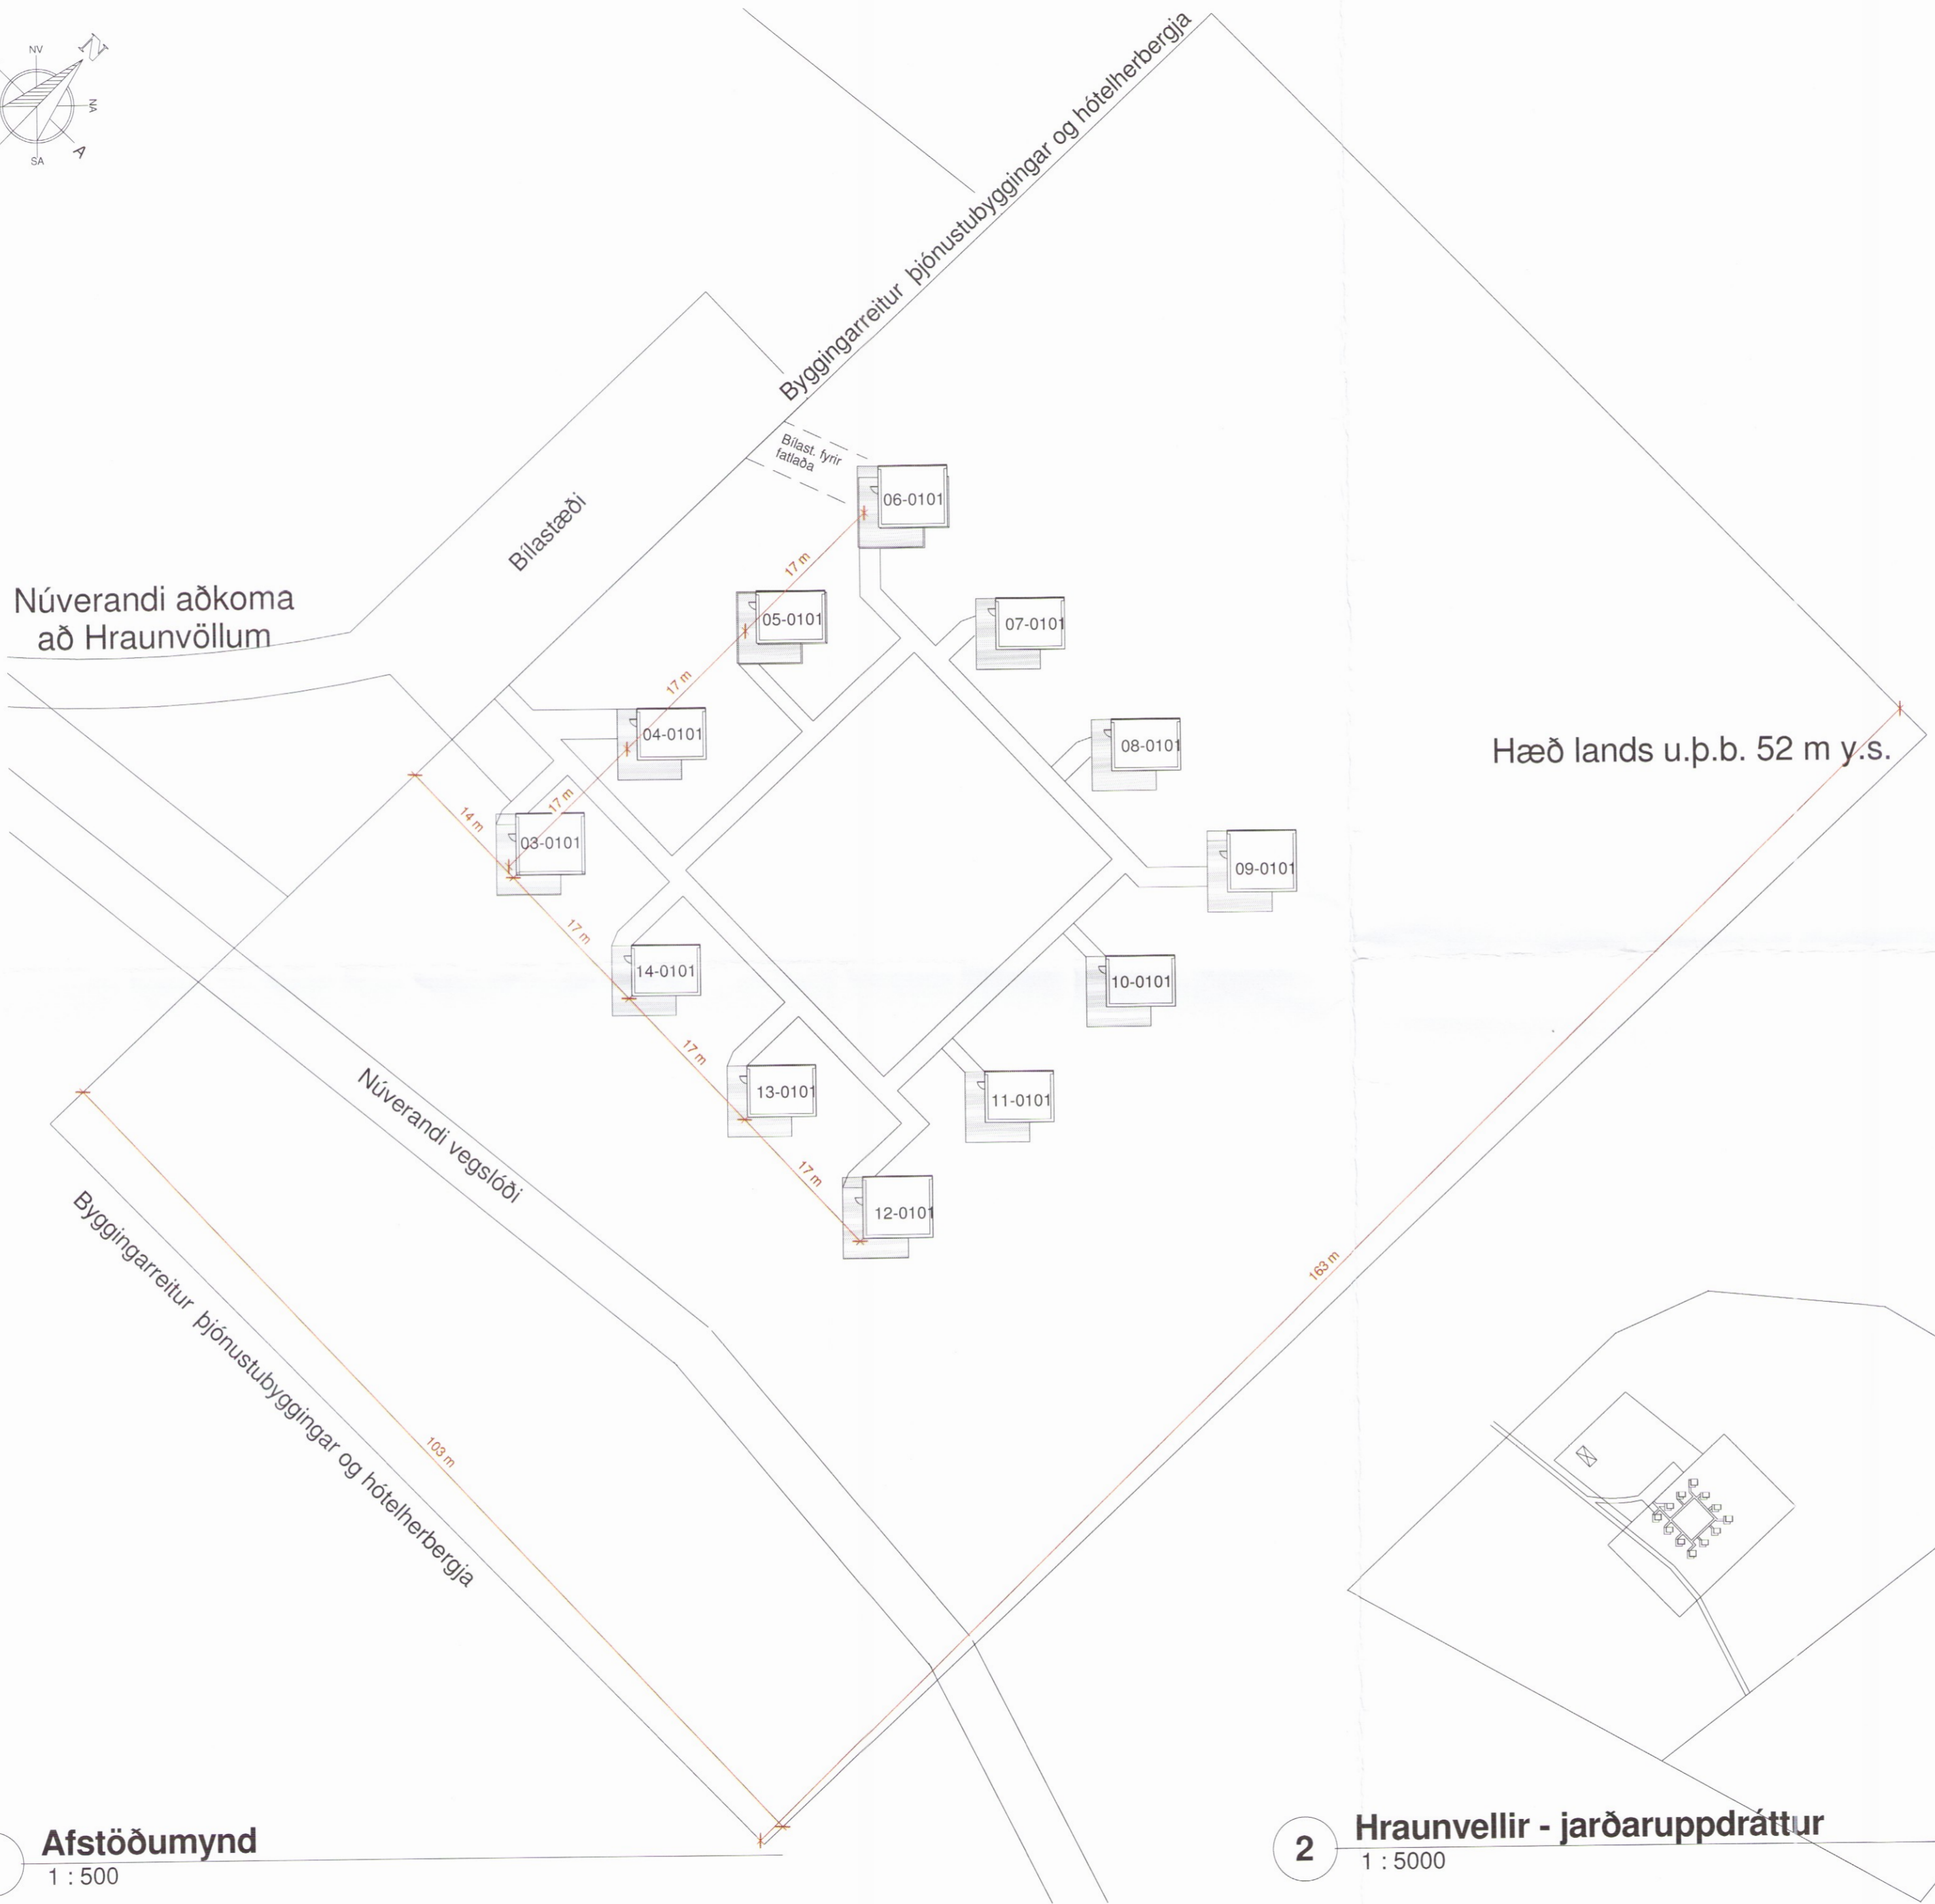 N
NV
NA
A
SA
Byggingarreitur þjónustubyggingar og hótelherbergja
Bílast. fyrir
fatlaða
Bílastæði
06-0101
17 m
Núverandi aðkoma
að Hraunvöllum
05-0101
07-0101
17 m
04-0101
08-0101
Hæð lands u.þ.b. 52 m y.s.
17 m
14 m
03-0101
09-0101
17 m
14-0101
10-0101
17 m
13-0101
11-0101
Núverandi vegslóði
17 m
12-0101
163 m
Byggingarreitur þjónustubyggingar og hótelherbergja
103 m
Afstöðumynd
1 : 500
2
Hraunvellir - jarðaruppdráttur
1 : 5000